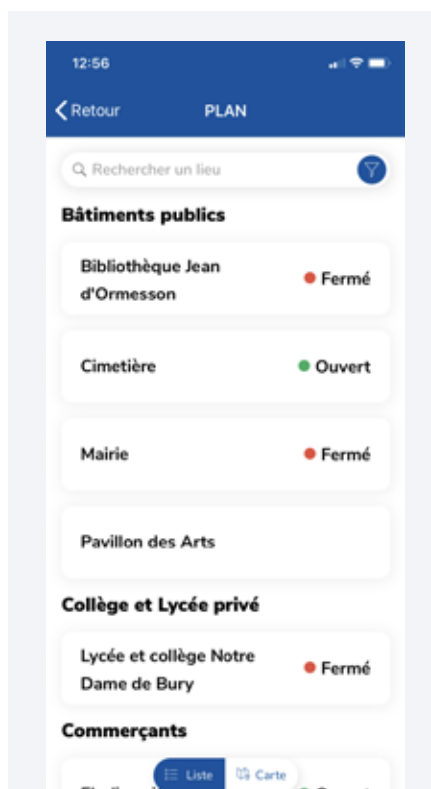 12:56
Retour PLAN
Rechercher un lieu
Bâtiments publics
Bibliothèque Jean
d'Ormesson
Fermé
Cimetière
Ouvert
Mairie
Fermé
Pavillon des Arts
Collège et Lycée privé
Lycée et collège Notre
Dame de Bury
Fermé
Commerçants
Liste Carte